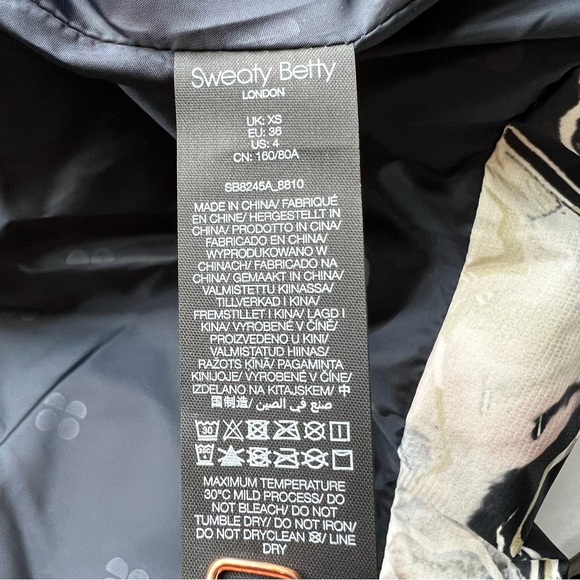 Sweaty Betty
LONDON
UK: XS
EU: 36
US: 4
CN: 160/80A
SB8245A_8810
MADE IN CHINA/ FABRIQUÉ
EN CHINE/ HERGESTELLT IN
CHINA/ PRODOTTO IN CINA/
FABRICADO EN CHINA/
WYPRODUKOWANO W
CHINACH/ FABRICADO NA
CHINA/ GEMAAKT IN CHINA/
VALMISTETTU KIINASSA/
TILLVERKAD I KINA/
FREMSTILLET I KINA/ LAGD I
KINA/ VYROBENÉ V ČÍNĚ/
PROIZVEDENO U KINI/
VALMISTATUD HIINAS/
RAŽOTS ĶĪNĀ/ PAGAMINTA
KINIJOJE/ VYROBENÉ V ČÍNE/
IZDELANO NA KITAJSKEM/ 中
国制造/ صنع في الصين/
30
MAXIMUM TEMPERATURE
30°C MILD PROCESS/ DO
NOT BLEACH/ DO NOT
TUMBLE DRY/ DO NOT IRON/
DO NOT DRYCLEAN/ LINE
DRY